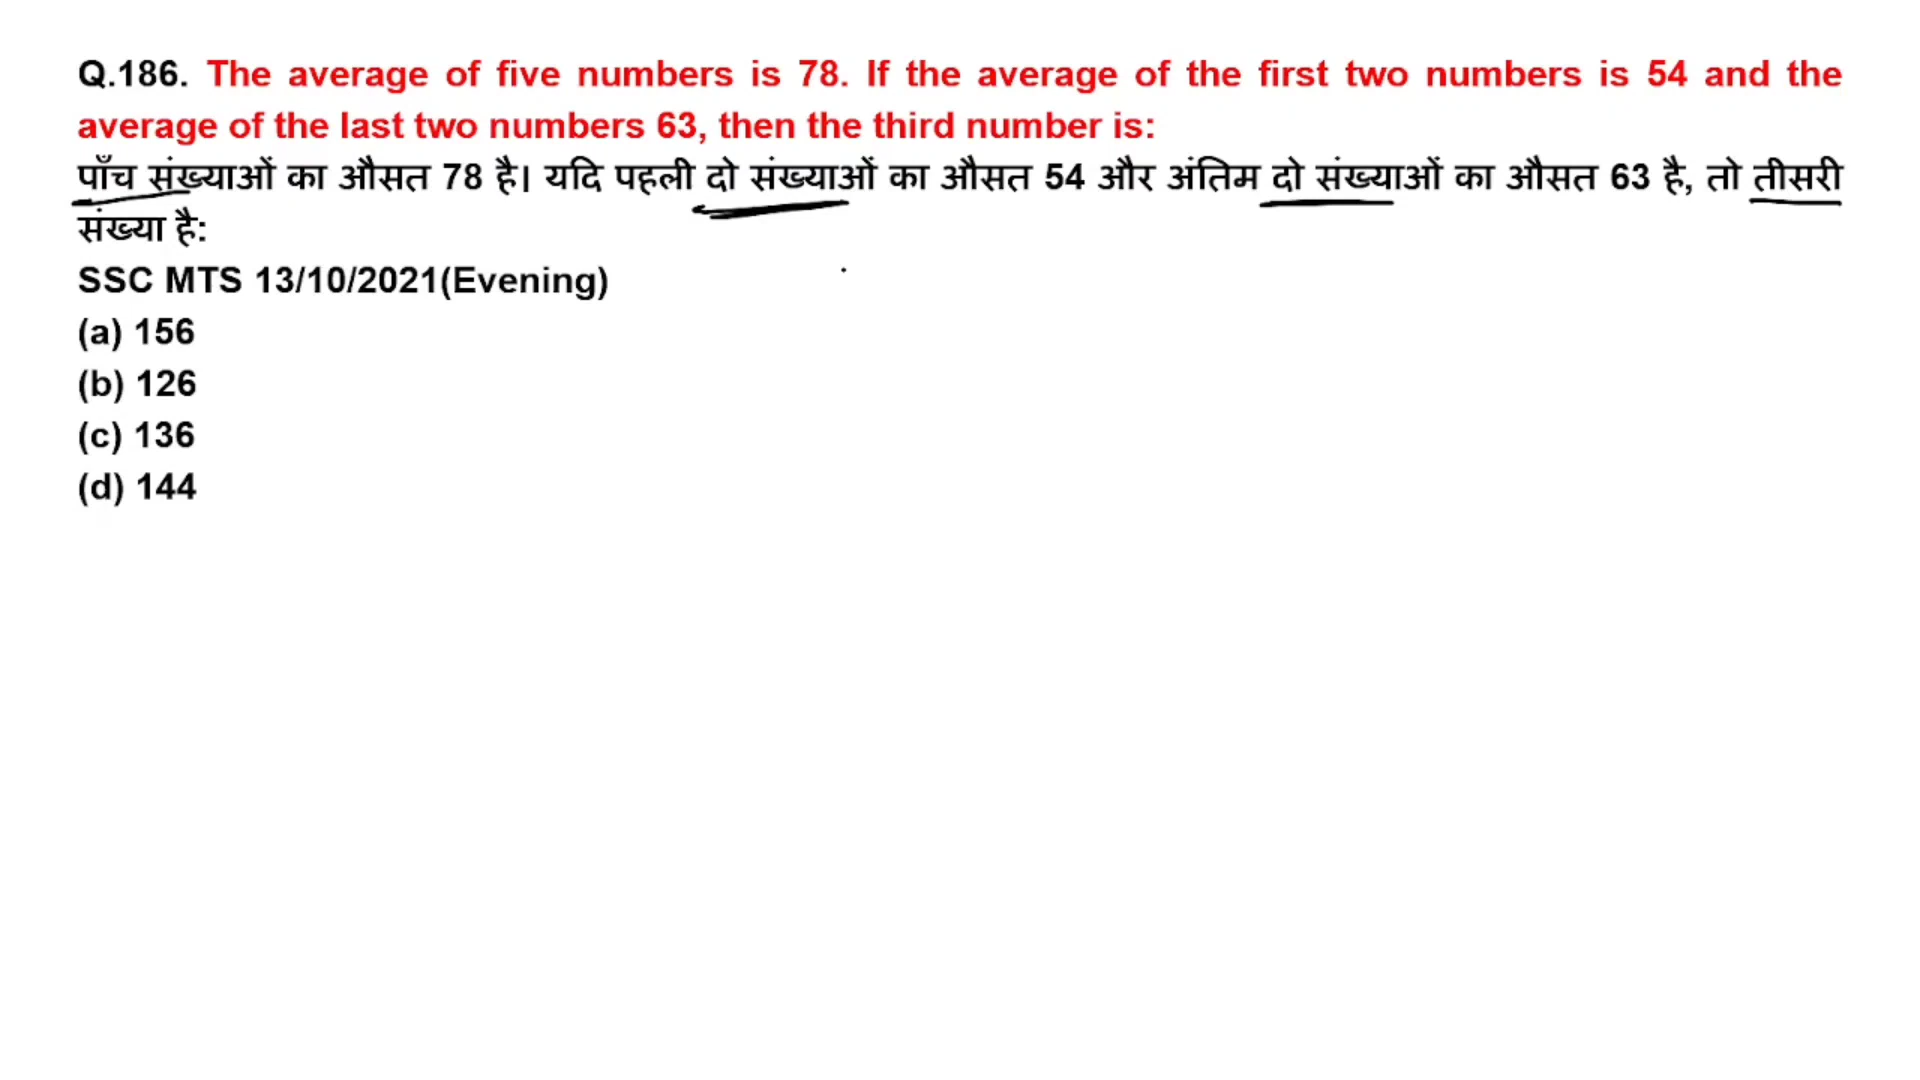 Q.186. The average of five numbers is 78. If the average of the first two numbers is 54 and the
average of the last two numbers 63, then the third number is:
पाँच संख्याओं का औसत 78 है। यदि पहली दो संख्याओं का औसत 54 और अंतिम दो संख्याओं का औसत 63 है, तो तीसरी
संख्या है:
SSC MTS 13/10/2021(Evening)
(a) 156
(b) 126
(c) 136
(d) 144